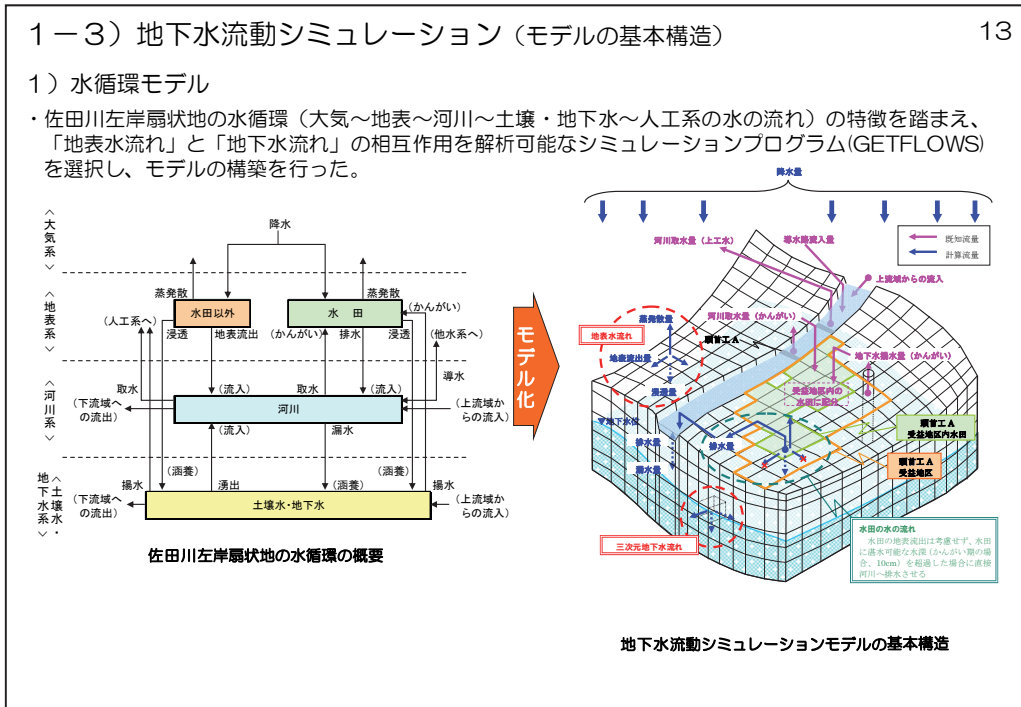 1－3）地下水流動シミュレーション（モデルの基本構造）
13
1）水循環モデル
・佐田川左岸扇状地の水循環（大気～地表～河川～土壌・地下水～人工系の水の流れ）の特徴を踏まえ、
「地表水流れ」と「地下水流れ」の相互作用を解析可能なシミュレーションプログラム(GETFLOWS)
を選択し、モデルの構築を行った。
＜大気系＞
降水
蒸発散
蒸発散
＜地表系＞
水田以外
水　田
(人工系へ)
浸透
地表流出
(かんがい)
排水
浸透
(他水系へ)
＜河川系＞
取水
(流入)
取水
(流入)
導水
(下流域へ
の流出)
河川
(上流域か
らの流入)
(流入)
漏水
＜土壌水・
地下水系＞
揚水
(涵養)
湧出
(涵養)
(涵養)
揚水
(下流域へ
の流出)
土壌水・地下水
(上流域か
らの流入)
佐田川左岸扇状地の水循環の概要
モデル化
降水量
既知流量
計算流量
河川取水量（上工水）
導水路流入量
上流域からの流入
河川取水量（かんがい）
地下水揚水量（かんがい）
蒸発散量
地表水流れ
頭首工A
地表流出量
浸透量
受益地区内の
水田に配分
▼地下水位
排水量
排水量
漏水量
頭首工A
受益地区内水田
頭首工A
受益地区
三次元地下水流れ
水田の水の流れ
水田の地表流出は考慮せず、水田
に湛水可能な水深（かんがい期の場
合、10cm）を超過した場合に直接
河川へ排水させる
地下水流動シミュレーションモデルの基本構造